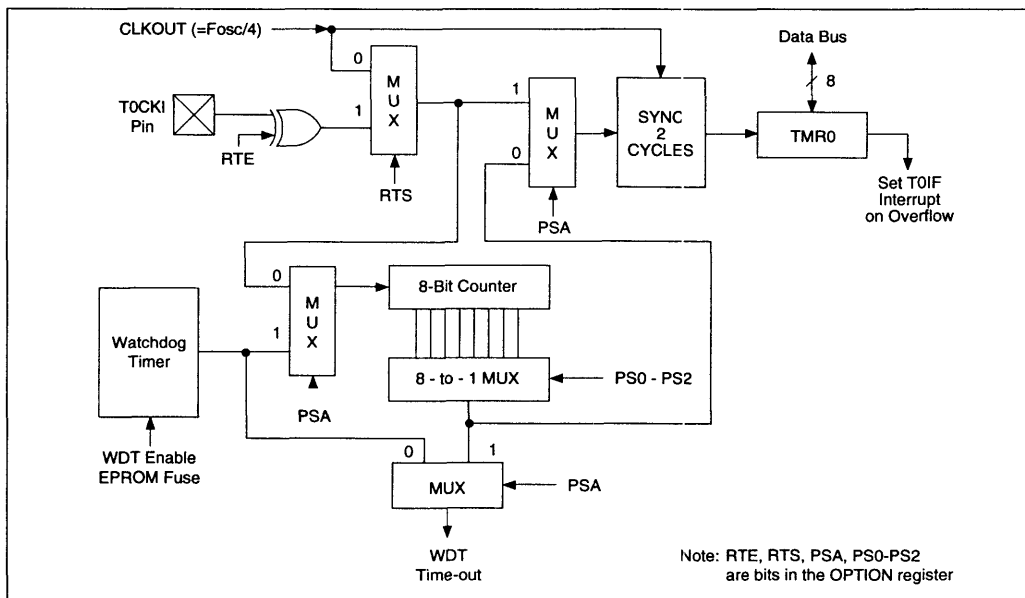 CLKOUT (=Fosc/4)
0
MUX
1
T0CKI
Pin
RTE
RTS
1
MUX
0
PSA
SYNC
2
CYCLES
Data Bus
8
TMR0
Set T0IF
Interrupt
on Overflow
0
MUX
1
PSA
8-Bit Counter
Watchdog
Timer
8 - to - 1 MUX
PS0 - PS2
WDT Enable
EPROM Fuse
0
1
MUX
PSA
WDT
Time-out
Note: RTE, RTS, PSA, PS0-PS2
are bits in the OPTION register